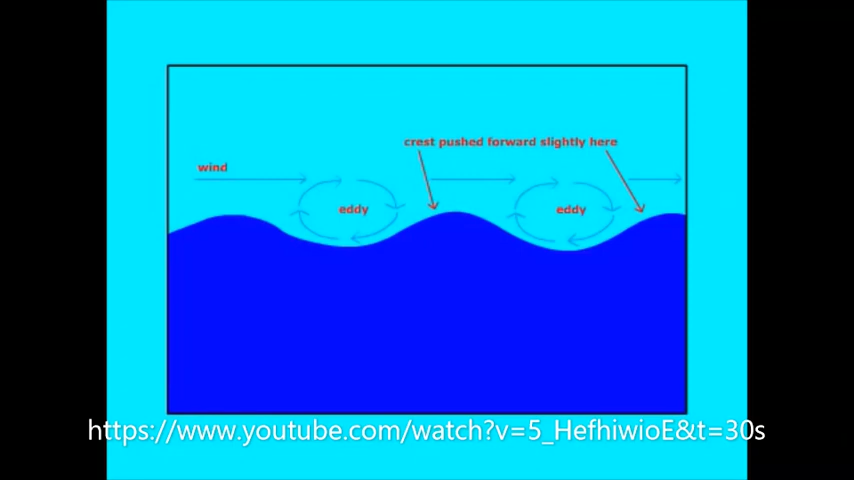 crest pushed forward slightly here
wind
eddy
eddy
https://www.youtube.com/watch?v=5_HefhiwioE&t=30s